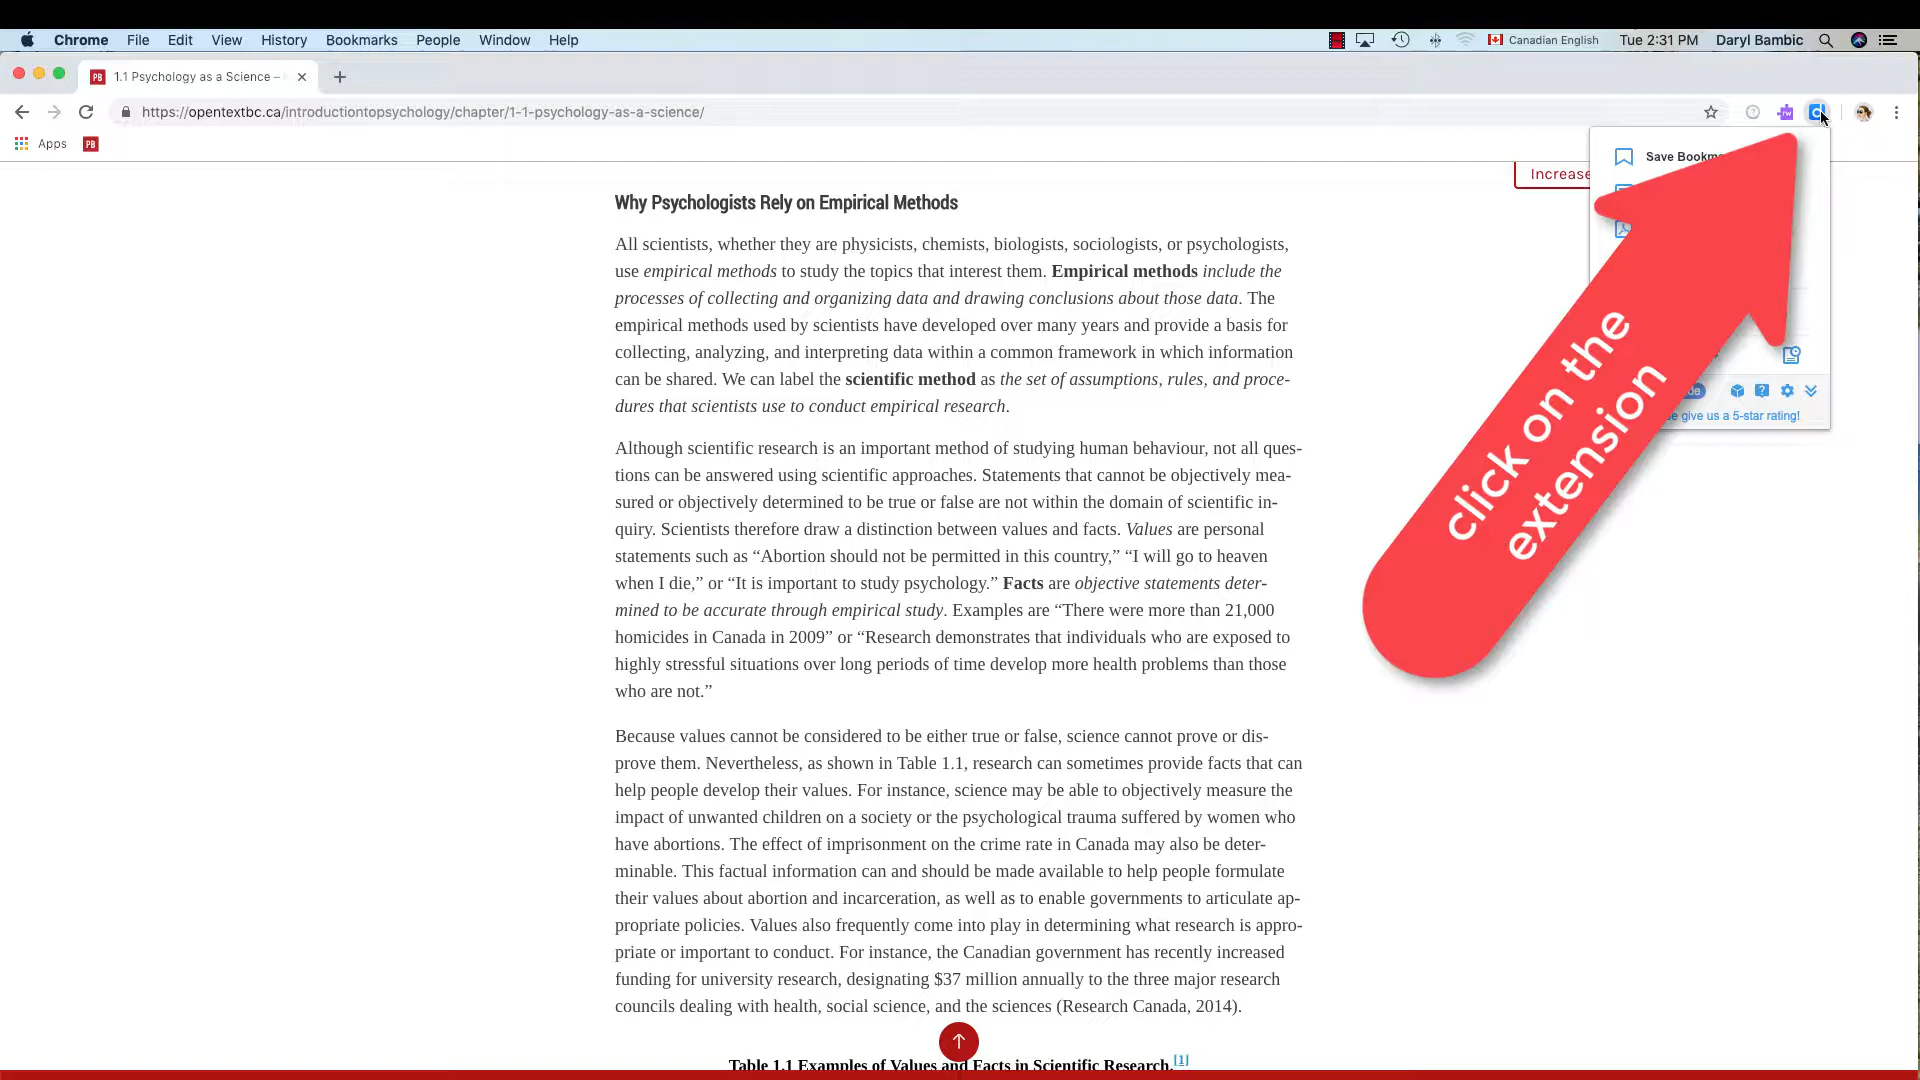 Chrome File Edit View History Bookmarks People Window Help Canadian English Tue 2:31 PM Daryl Bambic
PB 1.1 Psychology as a Science –
https://opentextbc.ca/introductiontopsychology/chapter/1-1-psychology-as-a-science/
Apps PB
Save Bookm
Increase
Why Psychologists Rely on Empirical Methods
All scientists, whether they are physicists, chemists, biologists, sociologists, or psychologists,
use empirical methods to study the topics that interest them. Empirical methods include the
processes of collecting and organizing data and drawing conclusions about those data. The
empirical methods used by scientists have developed over many years and provide a basis for
collecting, analyzing, and interpreting data within a common framework in which information
can be shared. We can label the scientific method as the set of assumptions, rules, and proce-
dures that scientists use to conduct empirical research.
Although scientific research is an important method of studying human behaviour, not all ques-
tions can be answered using scientific approaches. Statements that cannot be objectively mea-
sured or objectively determined to be true or false are not within the domain of scientific in-
quiry. Scientists therefore draw a distinction between values and facts. Values are personal
statements such as “Abortion should not be permitted in this country,” “I will go to heaven
when I die,” or “It is important to study psychology.” Facts are objective statements deter-
mined to be accurate through empirical study. Examples are “There were more than 21,000
homicides in Canada in 2009” or “Research demonstrates that individuals who are exposed to
highly stressful situations over long periods of time develop more health problems than those
who are not.”
Because values cannot be considered to be either true or false, science cannot prove or dis-
prove them. Nevertheless, as shown in Table 1.1, research can sometimes provide facts that can
help people develop their values. For instance, science may be able to objectively measure the
impact of unwanted children on a society or the psychological trauma suffered by women who
have abortions. The effect of imprisonment on the crime rate in Canada may also be deter-
minable. This factual information can and should be made available to help people formulate
their values about abortion and incarceration, as well as to enable governments to articulate ap-
propriate policies. Values also frequently come into play in determining what research is appro-
priate or important to conduct. For instance, the Canadian government has recently increased
funding for university research, designating $37 million annually to the three major research
councils dealing with health, social science, and the sciences (Research Canada, 2014).
Table 1.1 Examples of Values and Facts in Scientific Research.[1]
give us a 5-star rating!
click on the
extension